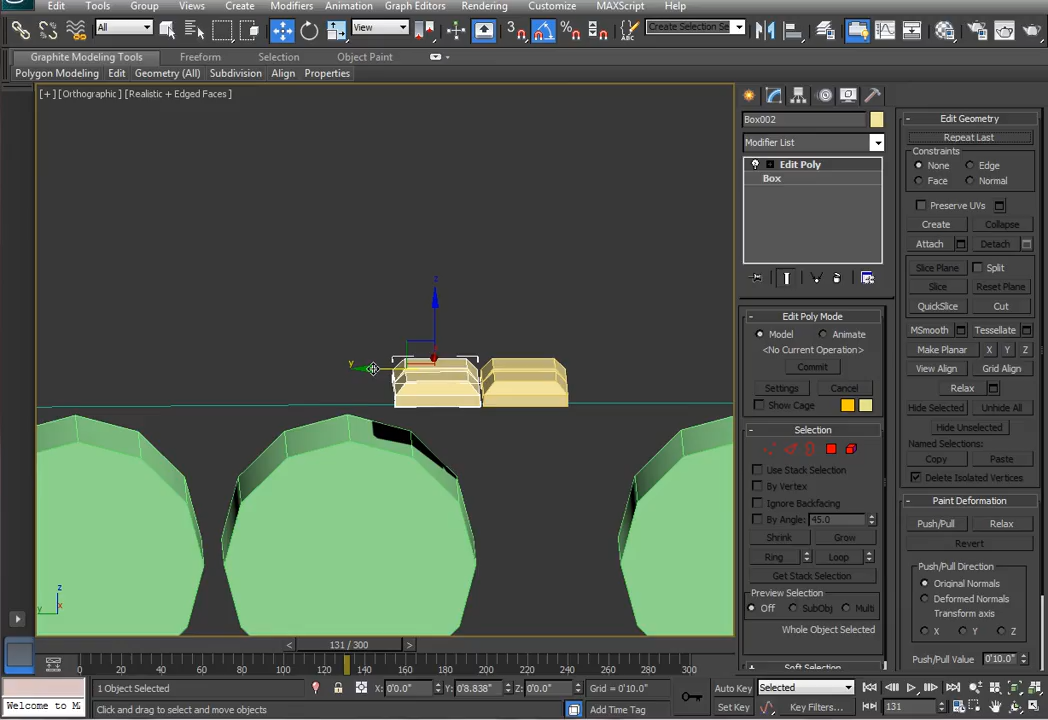 Edit Tools Group Views Create Modifiers Animation Graph Editors Rendering Customize MAXScript Help
All View 3 Create Selection Se
Graphite Modeling Tools Freeform Selection Object Paint
Polygon Modeling Edit Geometry (All) Subdivision Align Properties
[+] [Orthographic] [Realistic + Edged Faces]
z
y
z
y x
Box002
Modifier List
Edit Poly
Box
Edit Poly Mode
Model Animate
<No Current Operation>
Commit
Settings Cancel
Show Cage
Selection
Use Stack Selection
By Vertex
Ignore Backfacing
By Angle: 45.0
Shrink Grow
Ring Loop
Get Stack Selection
Preview Selection
Off SubObj Multi
Whole Object Selected
Soft Selection
Edit Geometry
Repeat Last
Constraints
None Edge
Face Normal
Preserve UVs
Create Collapse
Attach Detach
Slice Plane Split
Slice Reset Plane
QuickSlice Cut
MSmooth Tessellate
Make Planar X Y Z
View Align Grid Align
Relax
Hide Selected Unhide All
Hide Unselected
Named Selections:
Copy Paste
Delete Isolated Vertices
Paint Deformation
Push/Pull Relax
Revert
Push/Pull Direction
Original Normals
Deformed Normals
Transform axis
X Y Z
Push/Pull Value 0'10.0"
< 131 / 300 >
0 20 40 60 80 100 120 140 160 180 200 220 240 260 280 300
Welcome to M
1 Object Selected X: 0'0.0" Y: 0'8.838" Z: 0'0.0" Grid = 0'10.0" Auto Key Selected
Click and drag to select and move objects Add Time Tag Set Key Key Filters... 131